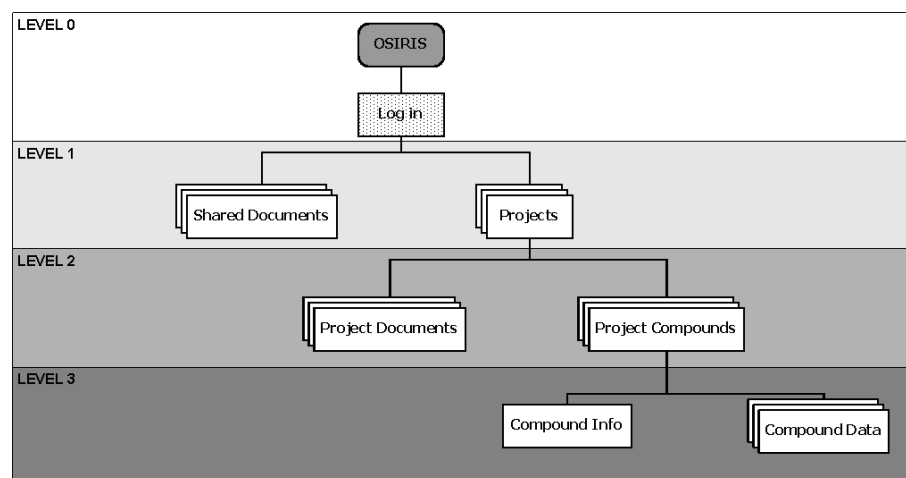 LEVEL 0
OSIRIS
Log in
LEVEL 1
Shared Documents
Projects
LEVEL 2
Project Documents
Project Compounds
LEVEL 3
Compound Info
Compound Data